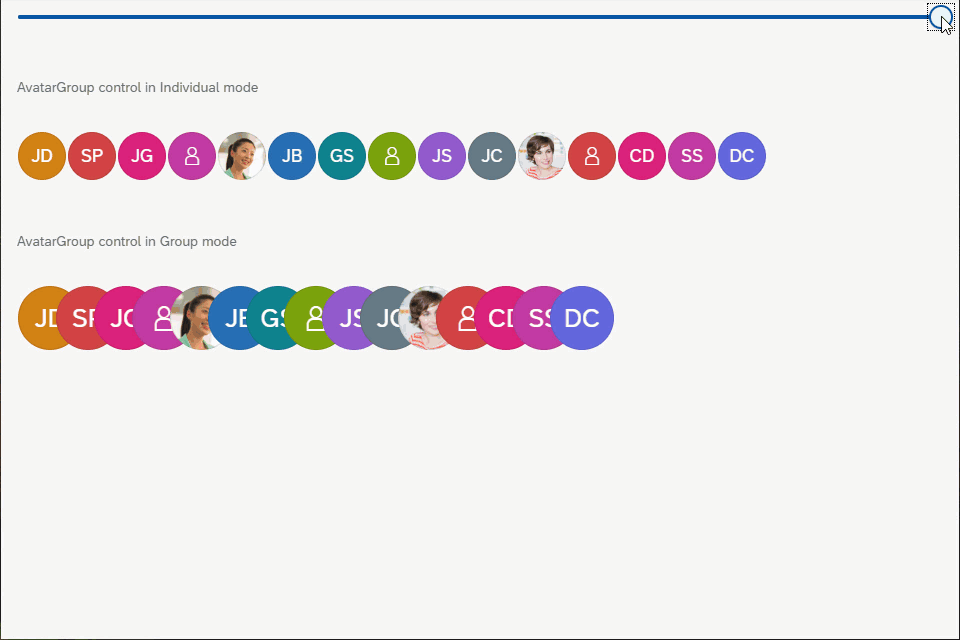 AvatarGroup control in Individual mode
JD SP JG JB GS JS JC CD SS DC
AvatarGroup control in Group mode
JD SP JG JB GS JS JC CD SS DC